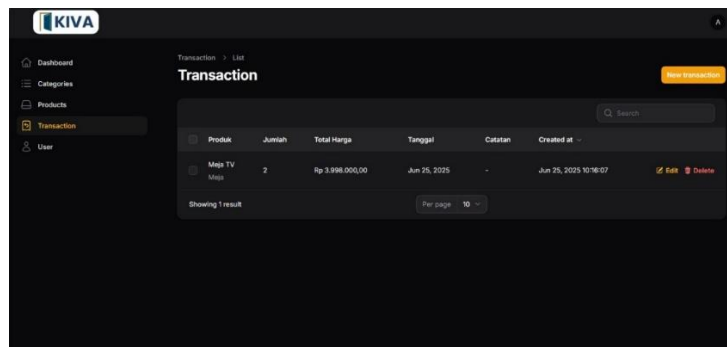 KIVA
A
Dashboard
Categories
Products
Transaction
User
Transaction > List
Transaction
New transaction
Search
Produk Jumlah Total Harga Tanggal Catatan Created at
Meja TV
Meja
2 Rp 3.998.000,00 Jun 25, 2025 - Jun 25, 2025 10:16:07 Edit Delete
Showing 1 result
Per page 10